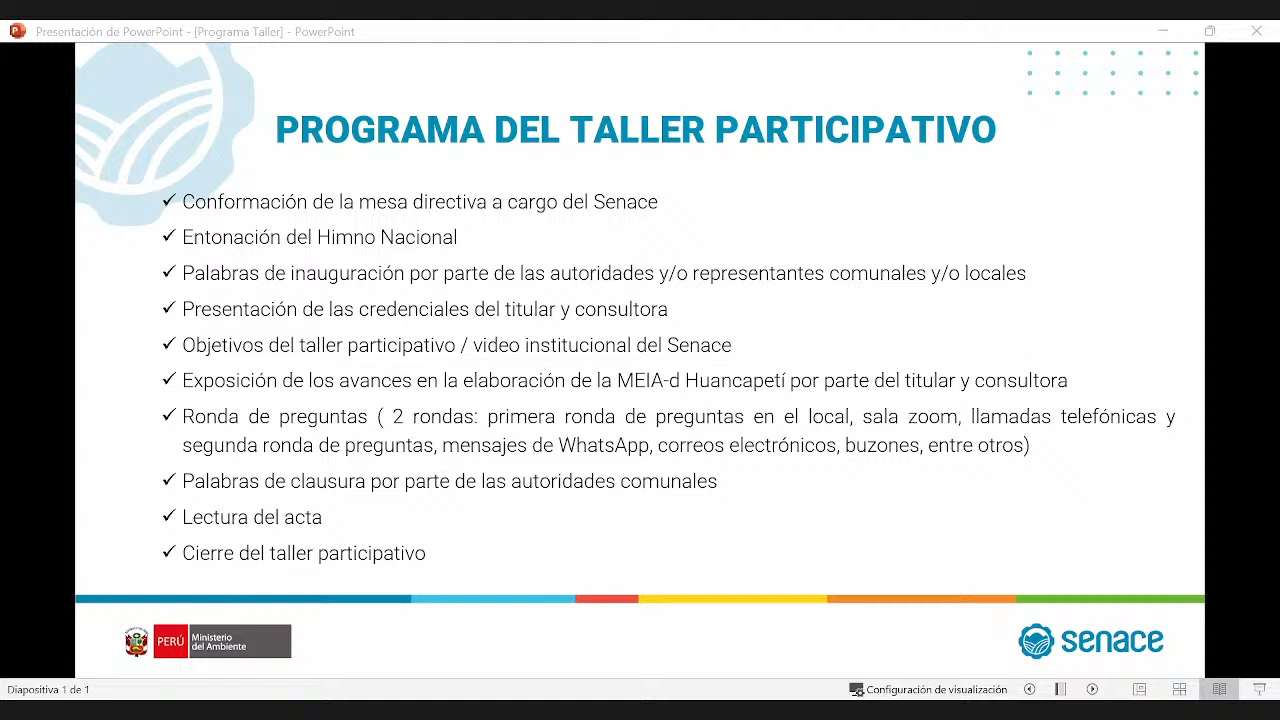 Presentación de PowerPoint - [Programa Taller] - PowerPoint
PROGRAMA DEL TALLER PARTICIPATIVO
✓ Conformación de la mesa directiva a cargo del Senace
✓ Entonación del Himno Nacional
✓ Palabras de inauguración por parte de las autoridades y/o representantes comunales y/o locales
✓ Presentación de las credenciales del titular y consultora
✓ Objetivos del taller participativo / video institucional del Senace
✓ Exposición de los avances en la elaboración de la MEIA-d Huancapetí por parte del titular y consultora
✓ Ronda de preguntas ( 2 rondas: primera ronda de preguntas en el local, sala zoom, llamadas telefónicas y
segunda ronda de preguntas, mensajes de WhatsApp, correos electrónicos, buzones, entre otros)
✓ Palabras de clausura por parte de las autoridades comunales
✓ Lectura del acta
✓ Cierre del taller participativo
PERÚ Ministerio
del Ambiente
senace
Diapositiva 1 de 1 Configuración de visualización